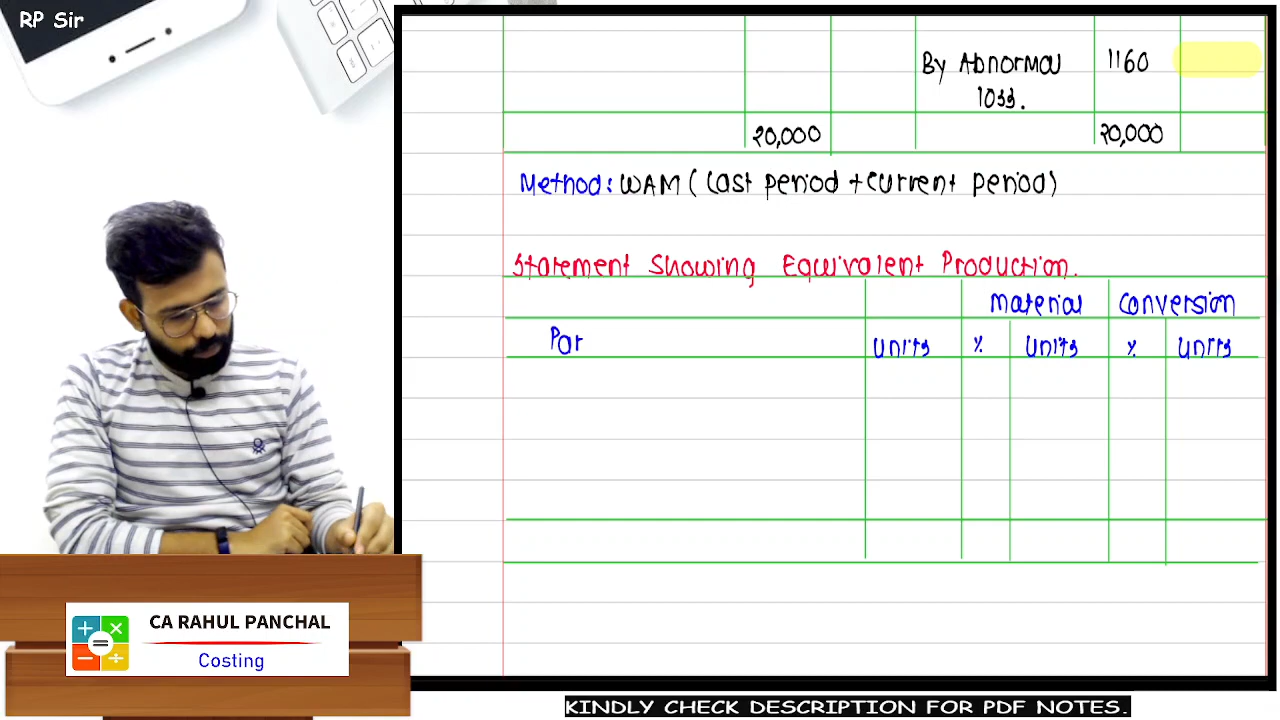 RP Sir
By Abnormal 1160
loss.
20,000 20,000
Method: WAM (Last period + Current period)
Statement Showing Equivalent Production.
Material Conversion
Par Units % Units % Units
CA RAHUL PANCHAL
Costing
KINDLY CHECK DESCRIPTION FOR PDF NOTES.